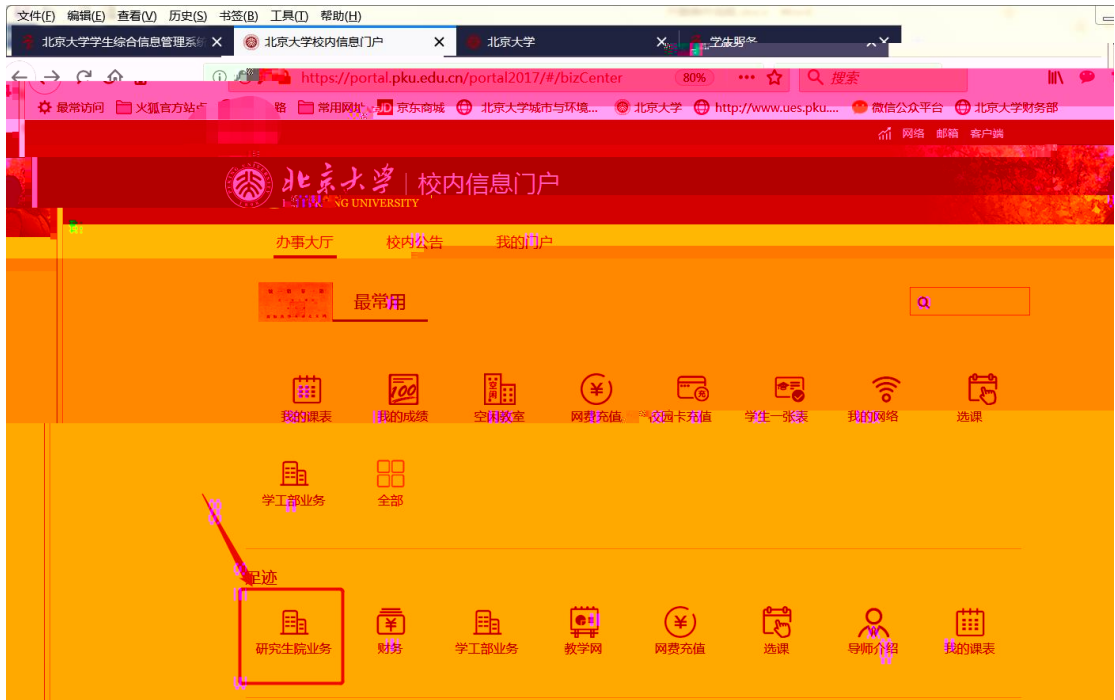 文件(F) 编辑(E) 查看(V) 历史(S) 书签(B) 工具(T) 帮助(H)
北京大学学生综合信息管理系统 北京大学校内信息门户 北京大学
https://portal.pku.edu.cn/portal2017/#/bizCenter 80% 搜索
最常访问 火狐官方站点 常用网址 JD 京东商城 北京大学城市与环境... 北京大学 http://www.ues.pku.... 微信公众平台 北京大学财务部
网络 邮箱 客户端
北京大学 校内信息门户
UNIVERSITY
办事大厅 校内公告 我的门户
最常用
100 空闲
我的课表 我的成绩 空闲教室 网费充值 校园卡充值 学生一张表 我的网络 选课
学工部业务 全部
足迹
研究生院业务 财务 学工部业务 教学网 网费充值 选课 导师介绍 我的课表